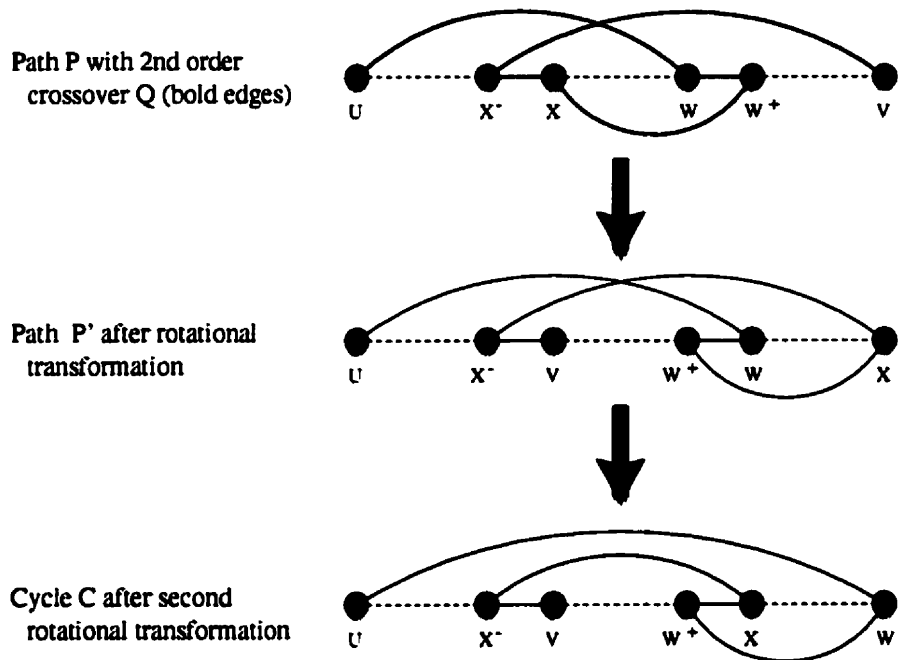 Path P with 2nd order
crossover Q (bold edges)
U X- X W W+ V
Path P' after rotational
transformation
U X- V W+ W X
Cycle C after second
rotational transformation
U X- V W+ X W